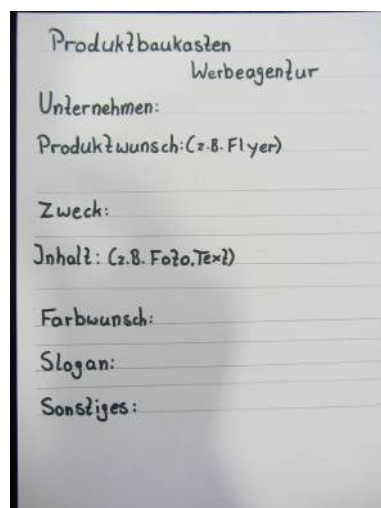 Produktbaukasten
Werbeagentur
Unternehmen:
Produktwunsch:(z.B. Flyer)
Zweck:
Inhalt: (z.B. Foto, Text)
Farbwunsch:
Slogan:
Sonstiges: